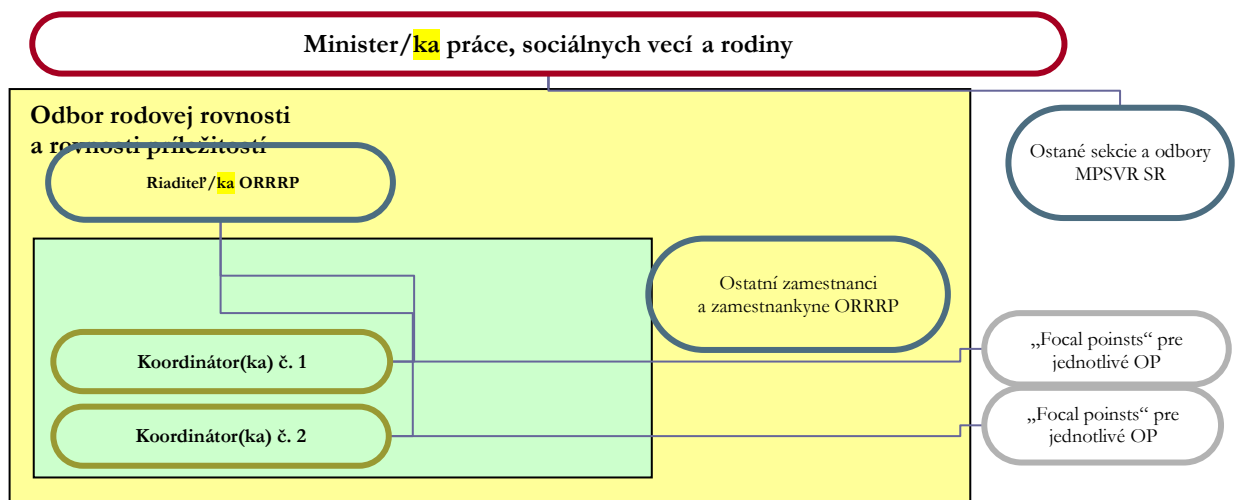 Minister/ka práce, sociálnych vecí a rodiny
Odbor rodovej rovnosti
a rovnosti príležitostí
Riaditeľ/ka ORRRP
Ostané sekcie a odbory
MPSVR SR
Ostatní zamestnanci
a zamestnankyne ORRRP
Koordinátor(ka) č. 1
„Focal poinsts“ pre
jednotlivé OP
Koordinátor(ka) č. 2
„Focal poinsts“ pre
jednotlivé OP